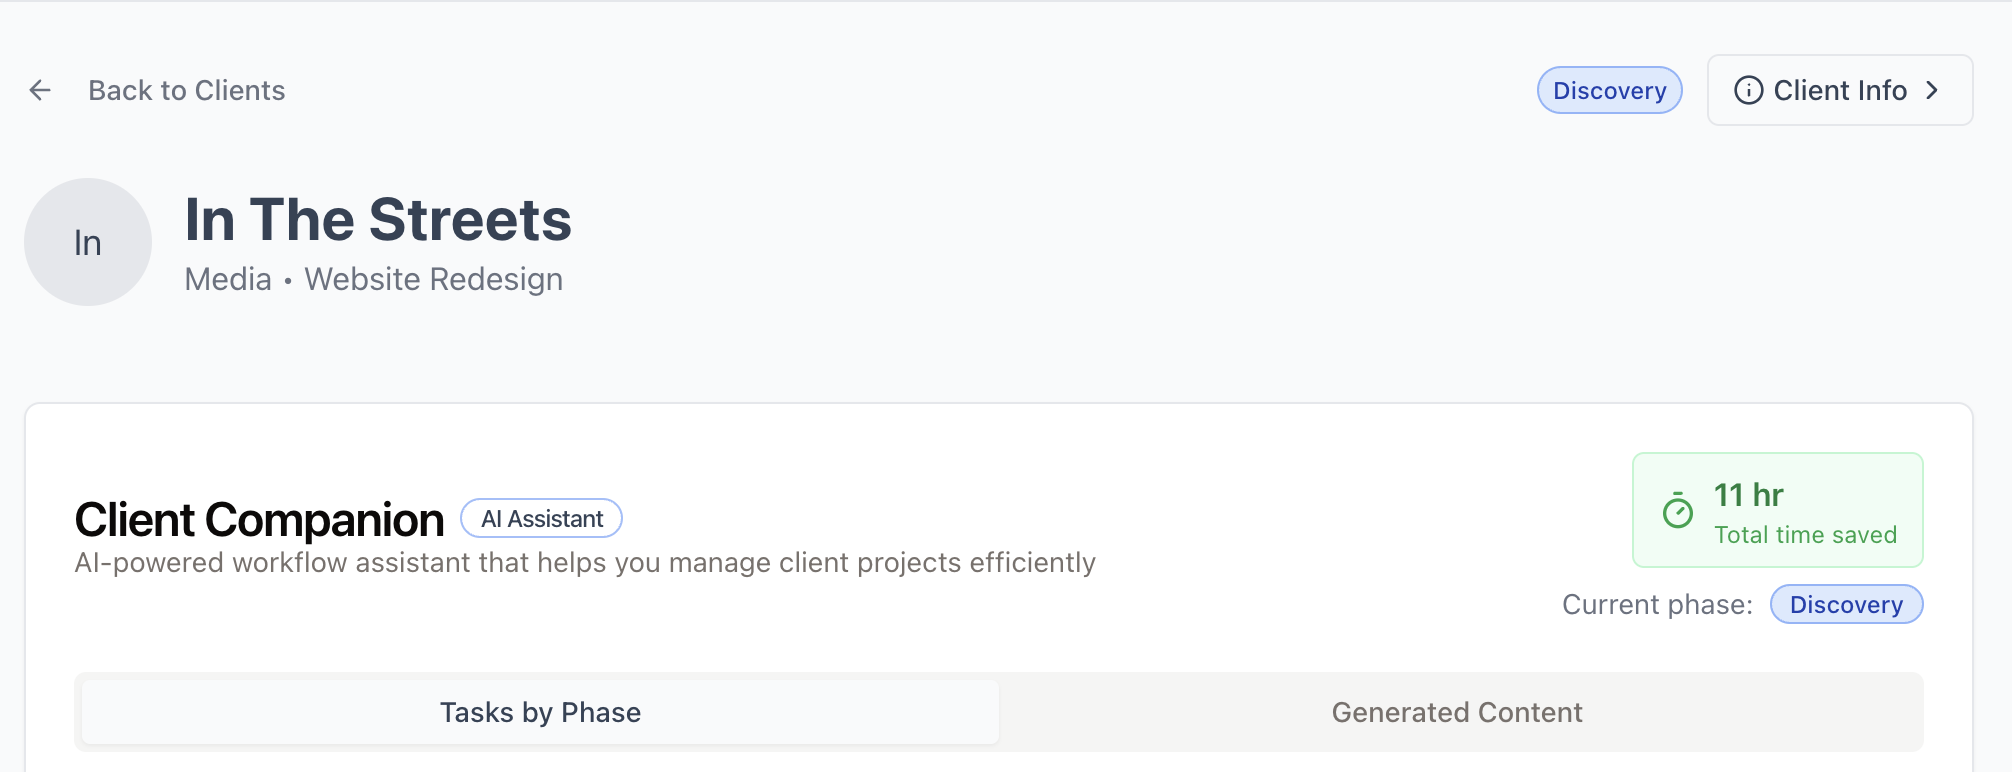 Back to Clients
Discovery
Client Info
In
In The Streets
Media • Website Redesign
Client Companion
AI Assistant
AI-powered workflow assistant that helps you manage client projects efficiently
11 hr
Total time saved
Current phase: Discovery
Tasks by Phase
Generated Content